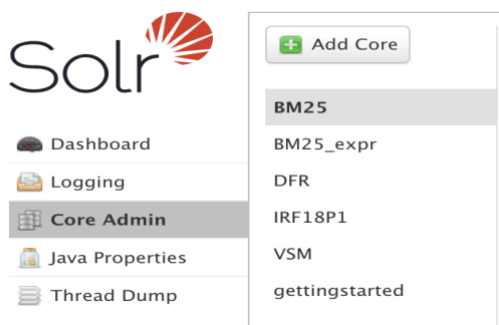 Solr
Dashboard
Logging
Core Admin
Java Properties
Thread Dump
Add Core
BM25
BM25_expr
DFR
IRF18P1
VSM
gettingstarted